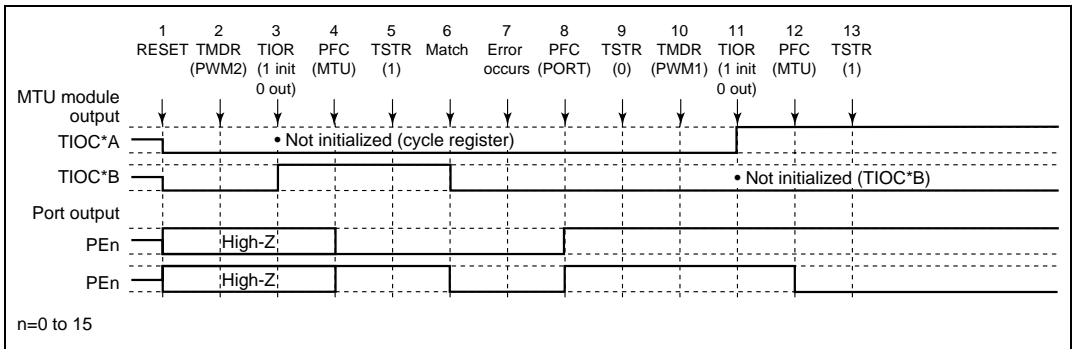 1 2 3 4 5 6 7 8 9 10 11 12 13
RESET TMDR TIOR PFC TSTR Match Error PFC TSTR TMDR TIOR PFC TSTR
(PWM2) (1 init (MTU) (1) occurs (PORT) (0) (PWM1) (1 init (MTU) (1)
0 out) 0 out)
MTU module
output
TIOC*A • Not initialized (cycle register)
TIOC*B • Not initialized (TIOC*B)
Port output
PEn High-Z
PEn High-Z
n=0 to 15